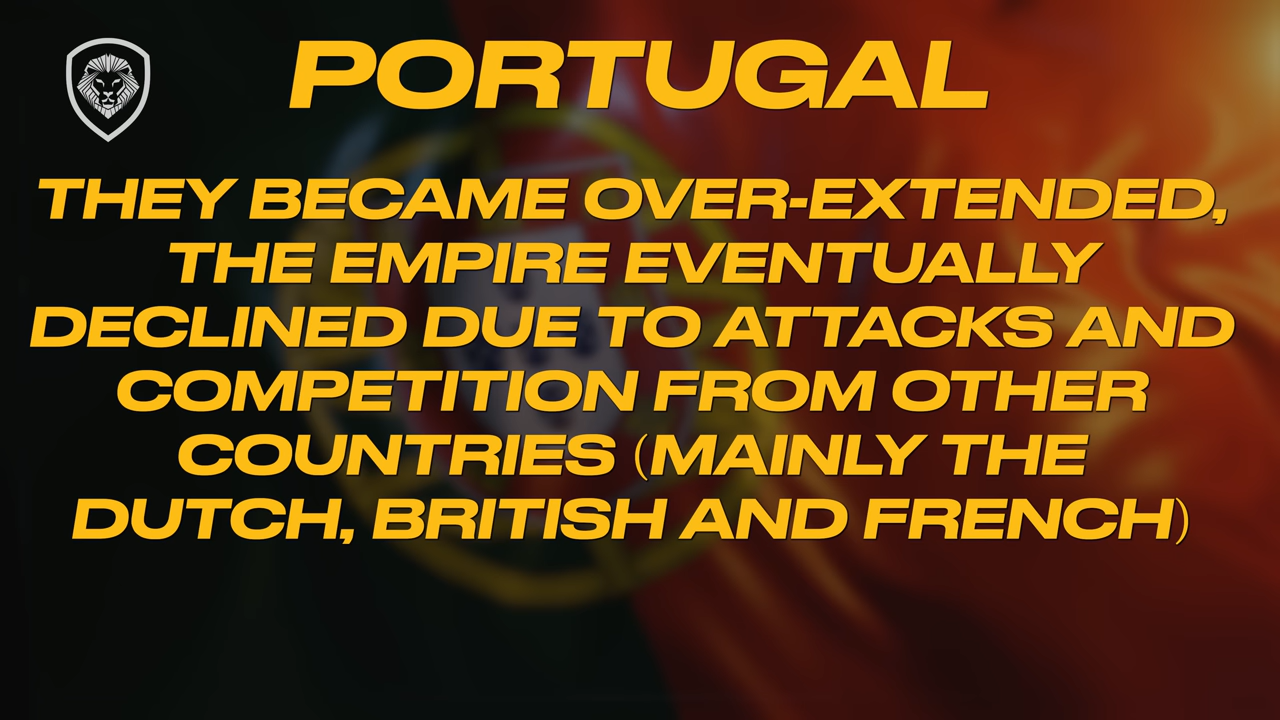 PORTUGAL
THEY BECAME OVER-EXTENDED,
THE EMPIRE EVENTUALLY
DECLINED DUE TO ATTACKS AND
COMPETITION FROM OTHER
COUNTRIES (MAINLY THE
DUTCH, BRITISH AND FRENCH)